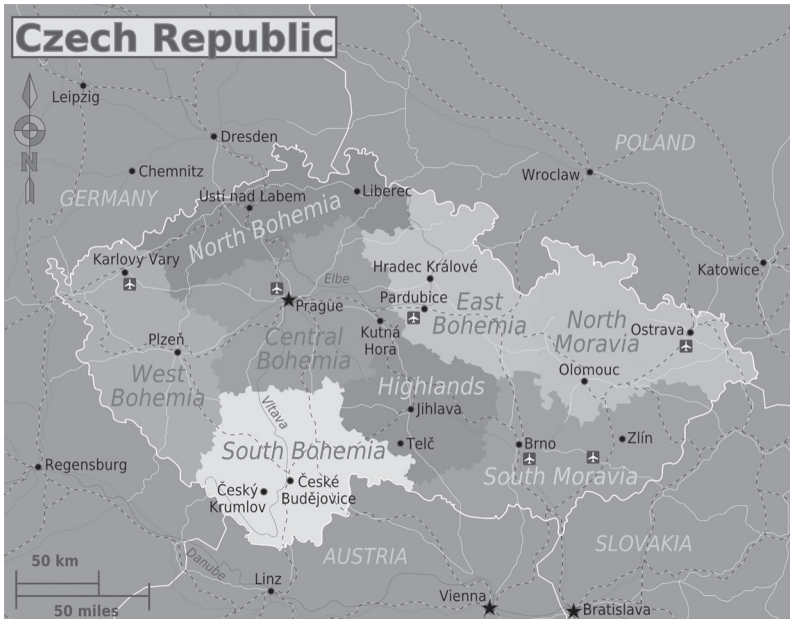 Czech Republic
Leipzig
Dresden
POLAND
N
Chemnitz
Wroclaw
GERMANY
Ústí nad Labem
Liberec
North Bohemia
Karlovy Vary
Hradec Králové
Katowice
Elbe
Prague
Pardubice
East
Bohemia
North
Moravia
Ostrava
Plzeň
Central
Bohemia
Kutná
Hora
West
Bohemia
Olomouc
Highlands
Vltava
Jihlava
South Bohemia
Telč
Brno
Zlín
Regensburg
South Moravia
Český
Krumlov
České
Budějovice
AUSTRIA
SLOVAKIA
50 km
Danube
Linz
50 miles
Vienna
Bratislava